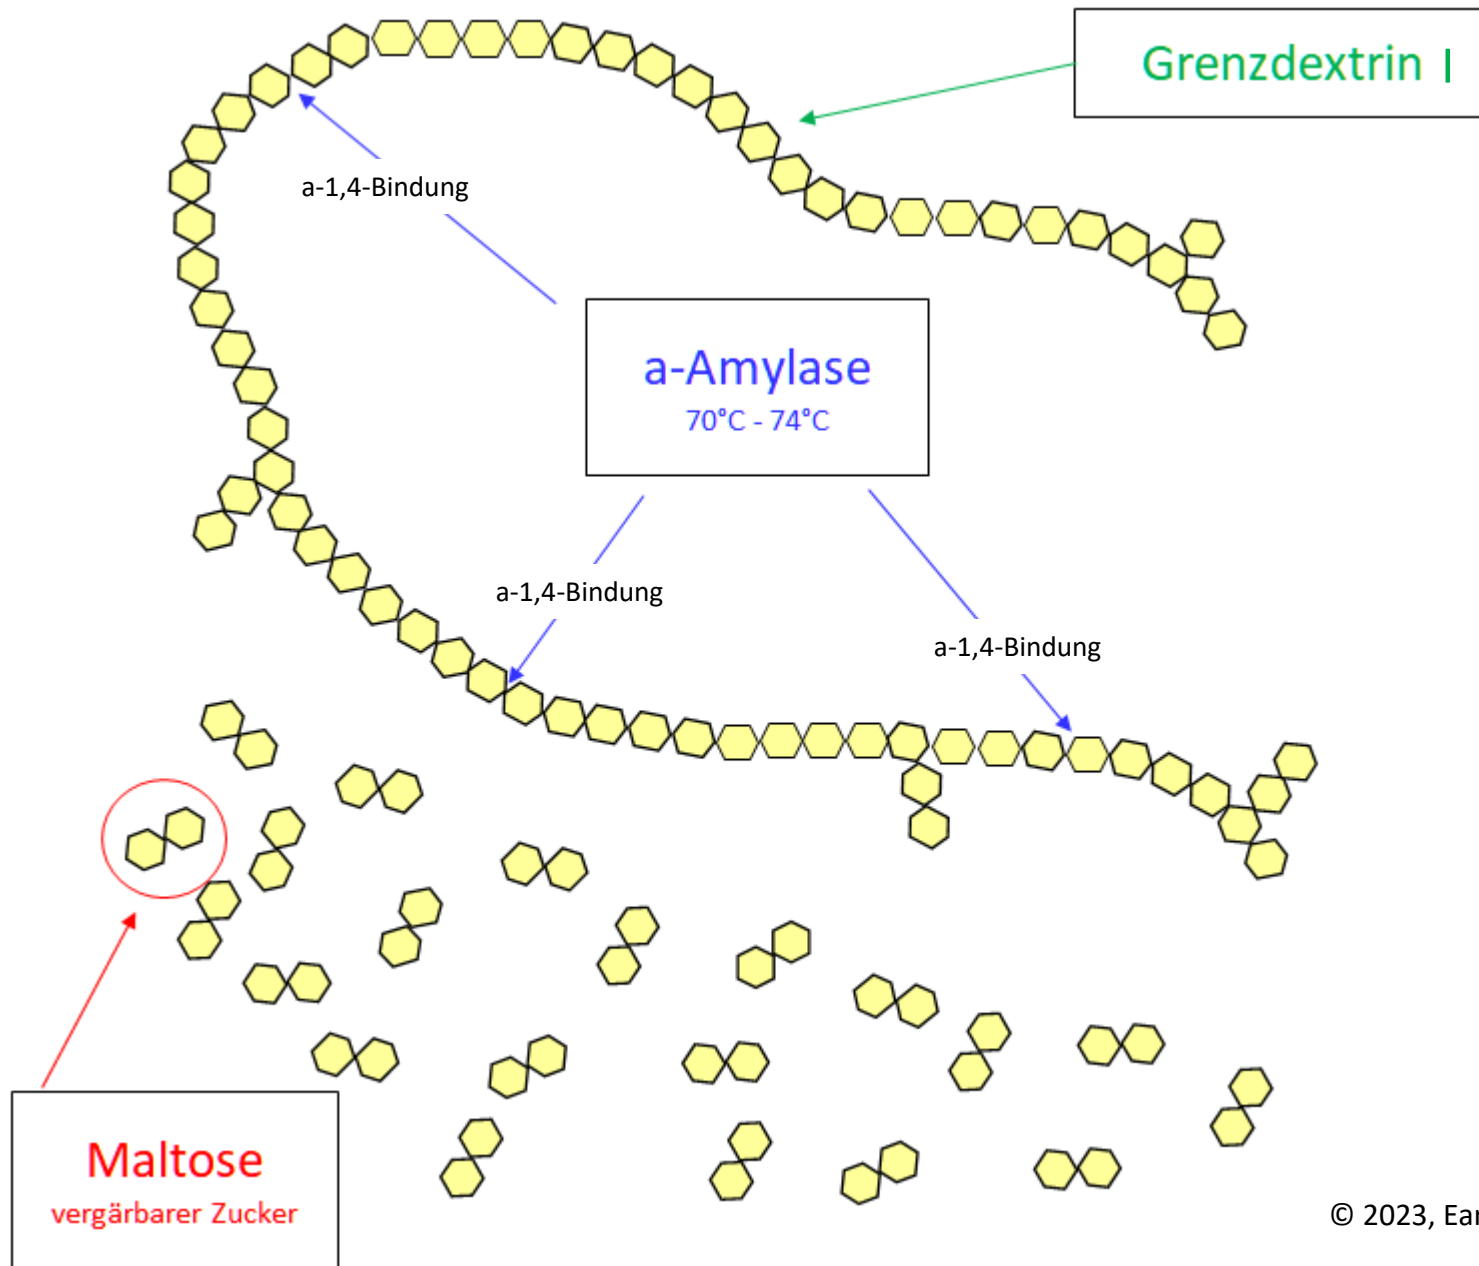 Grenzdextrin I
a-1,4-Bindung
a-Amylase
70°C - 74°C
a-1,4-Bindung
a-1,4-Bindung
Maltose
vergärbarer Zucker
© 2023,